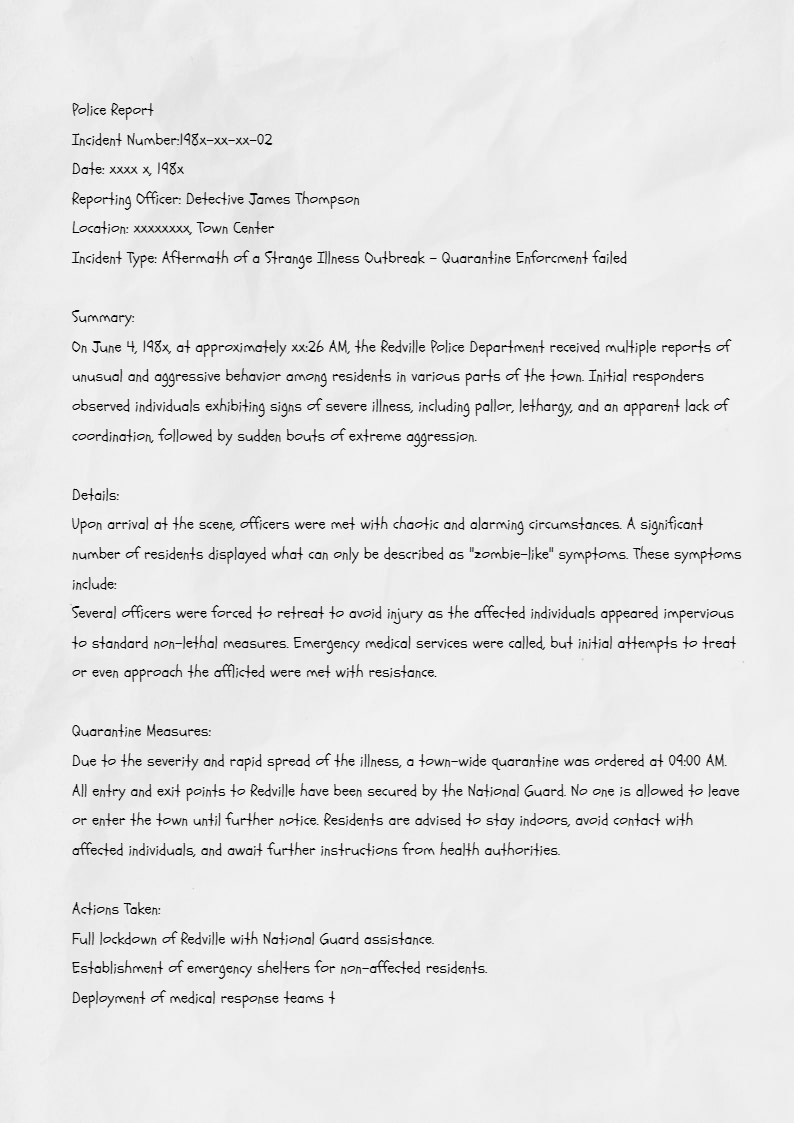 Police Report
Incident Number:198x-xx-xx-02
Date: xxxx x, 198x
Reporting Officer: Detective James Thompson
Location: xxxxxxxx, Town Center
Incident Type: Aftermath of a Strange Illness Outbreak - Quarantine Enforcment failed
Summary:
On June 4, 198x, at approximately xx:26 AM, the Redville Police Department received multiple reports of
unusual and aggressive behavior among residents in various parts of the town. Initial responders
observed individuals exhibiting signs of severe illness, including pallor, lethargy, and an apparent lack of
coordination, followed by sudden bouts of extreme aggression.
Details:
Upon arrival at the scene, officers were met with chaotic and alarming circumstances. A significant
number of residents displayed what can only be described as "zombie-like" symptoms. These symptoms
include:
Several officers were forced to retreat to avoid injury as the affected individuals appeared impervious
to standard non-lethal measures. Emergency medical services were called, but initial attempts to treat
or even approach the afflicted were met with resistance.
Quarantine Measures:
Due to the severity and rapid spread of the illness, a town-wide quarantine was ordered at 09:00 AM.
All entry and exit points to Redville have been secured by the National Guard. No one is allowed to leave
or enter the town until further notice. Residents are advised to stay indoors, avoid contact with
affected individuals, and await further instructions from health authorities.
Actions Taken:
Full lockdown of Redville with National Guard assistance.
Establishment of emergency shelters for non-affected residents.
Deployment of medical response teams t